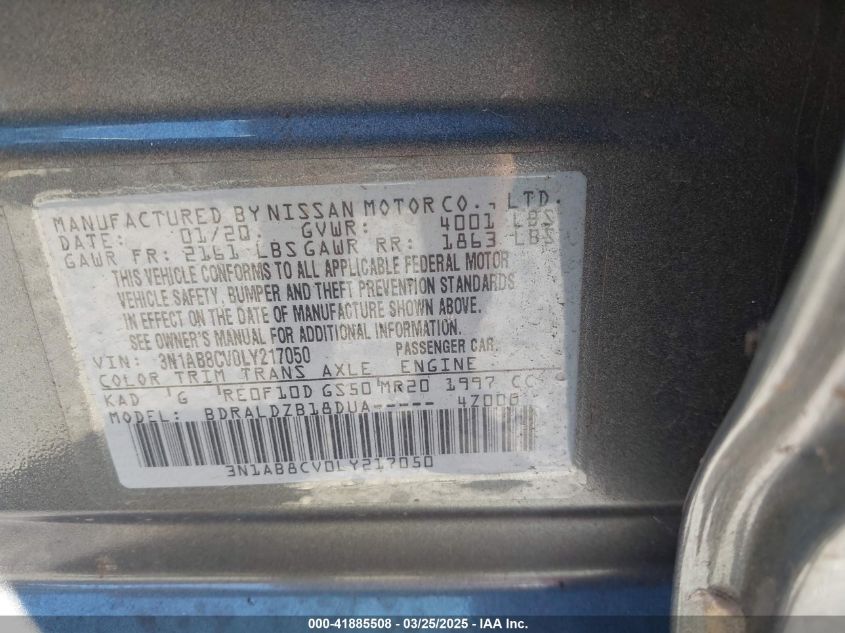 MANUFACTURED BY NISSAN MOTOR CO., LTD.
DATE: 01/20 GVWR: 4001 LBS
GAWR FR: 2161 LBS GAWR RR: 1863 LBS
THIS VEHICLE CONFORMS TO ALL APPLICABLE FEDERAL MOTOR
VEHICLE SAFETY, BUMPER AND THEFT PREVENTION STANDARDS
IN EFFECT ON THE DATE OF MANUFACTURE SHOWN ABOVE.
SEE OWNER'S MANUAL FOR ADDITIONAL INFORMATION.
VIN: 3N1AB8CV0LY217050 PASSENGER CAR
COLOR TRIM TRANS AXLE ENGINE
KAD G RE0F10D GS50 MR20 1997 CC
MODEL: BDRALDZB18DUA-----
3N1AB8CV0LY217050
000-41885508 - 03/25/2025 - IAA Inc.